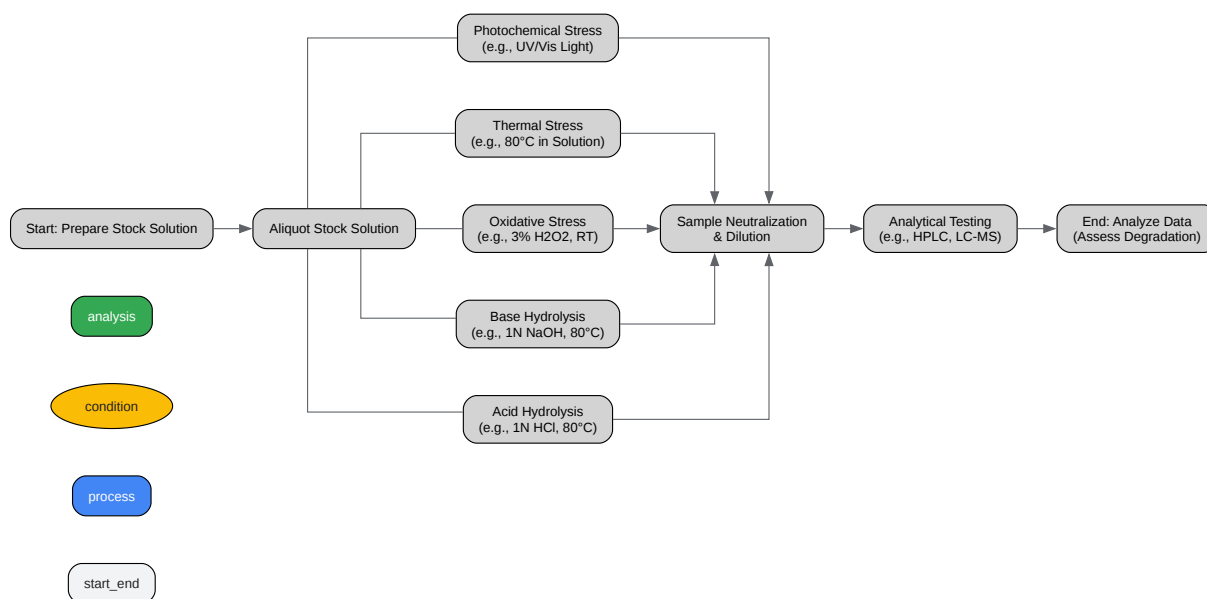 Photochemical Stress
(e.g., UV/Vis Light)
Thermal Stress
(e.g., 80°C in Solution)
Start: Prepare Stock Solution
Aliquot Stock Solution
Oxidative Stress
(e.g., 3% H2O2, RT)
Sample Neutralization
& Dilution
Analytical Testing
(e.g., HPLC, LC-MS)
End: Analyze Data
(Assess Degradation)
Base Hydrolysis
(e.g., 1N NaOH, 80°C)
Acid Hydrolysis
(e.g., 1N HCl, 80°C)
analysis
condition
process
start_end